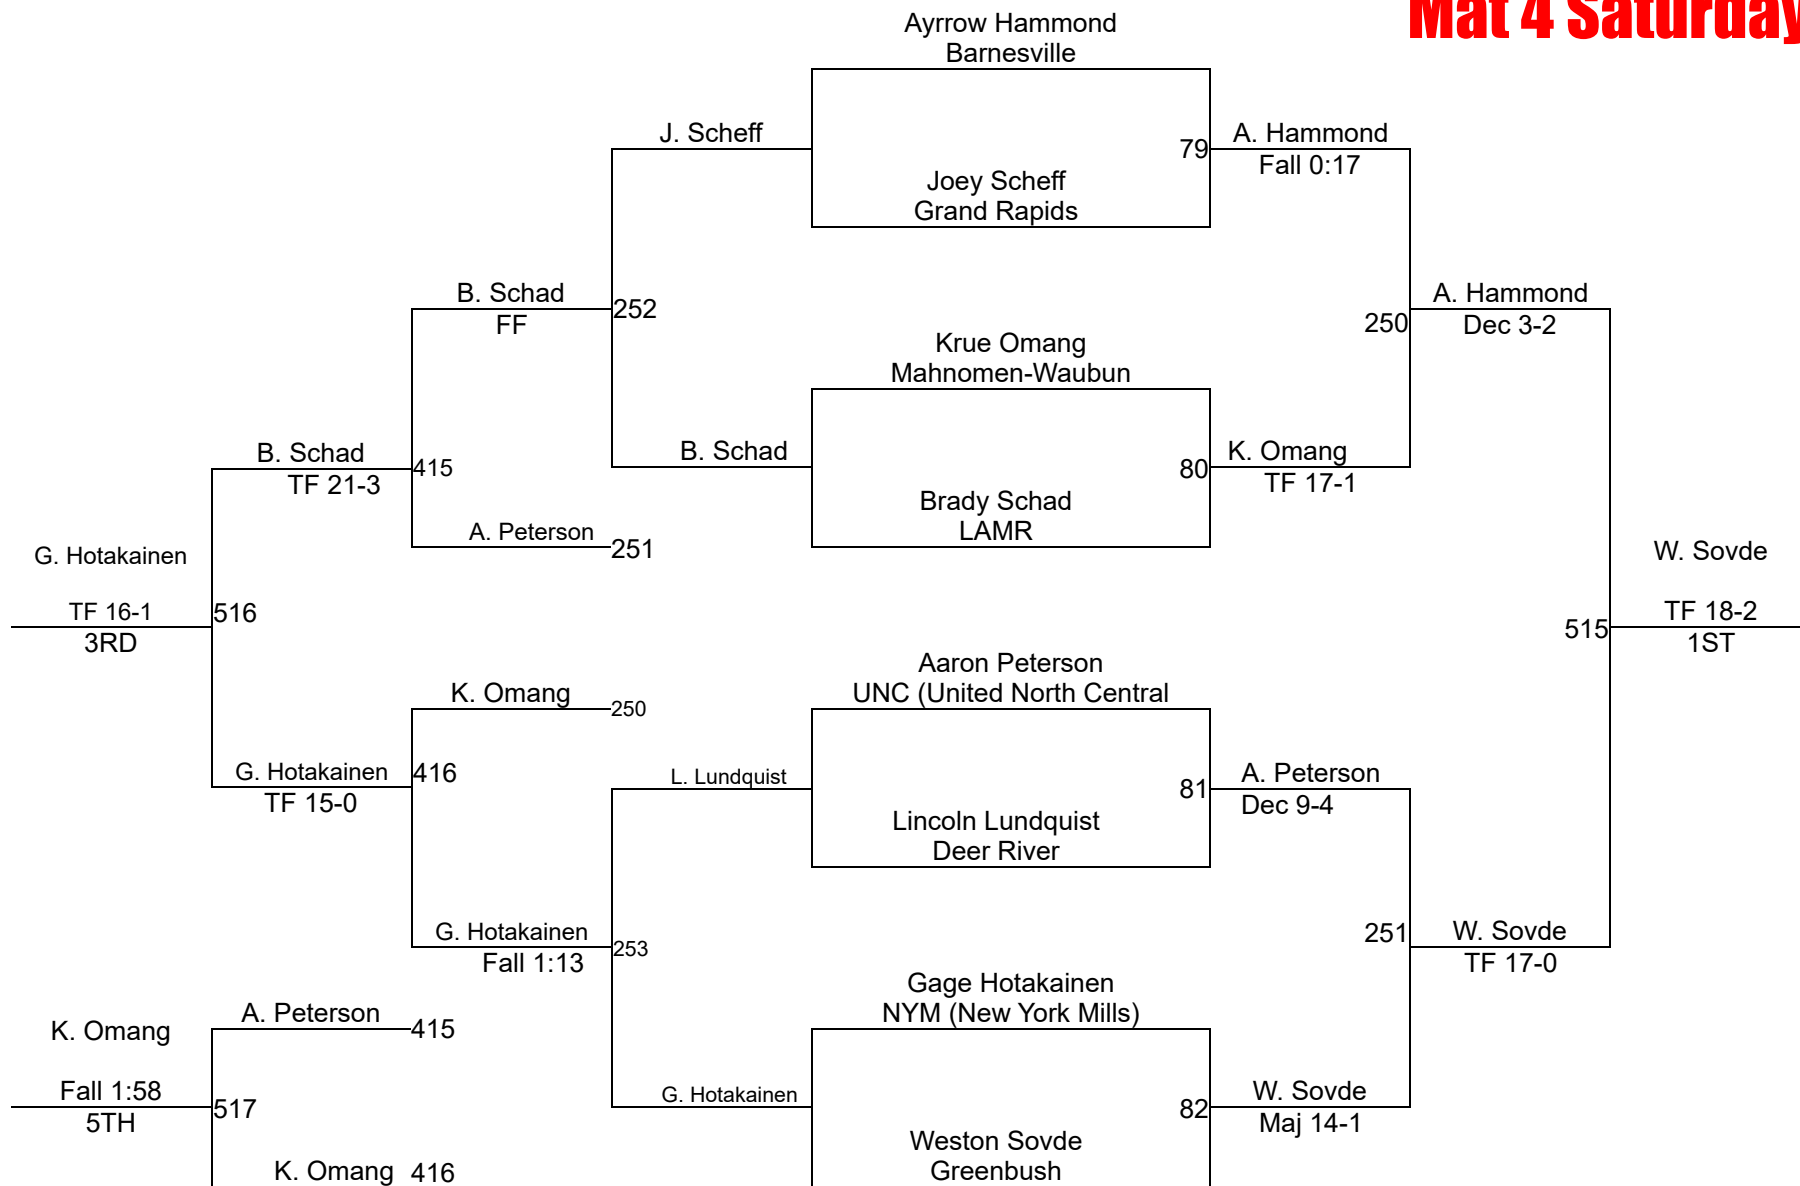 Mat 4 Saturday
Ayrrow Hammond
Barnesville
J. Scheff
79
A. Hammond
Fall 0:17
Joey Scheff
Grand Rapids
B. Schad
FF
252
A. Hammond
Dec 3-2
250
Krue Omang
Mahnomen-Waubun
B. Schad
TF 21-3
415
B. Schad
80
K. Omang
TF 17-1
Brady Schad
LAMR
A. Peterson
251
G. Hotakainen
TF 16-1
3RD
516
W. Sovde
TF 18-2
1ST
515
Aaron Peterson
UNC (United North Central
K. Omang
250
G. Hotakainen
TF 15-0
416
L. Lundquist
81
A. Peterson
Dec 9-4
Lincoln Lundquist
Deer River
G. Hotakainen
Fall 1:13
253
251
W. Sovde
TF 17-0
Gage Hotakainen
NYM (New York Mills)
K. Omang
Fall 1:58
5TH
A. Peterson
415
517
G. Hotakainen
82
W. Sovde
Maj 14-1
Weston Sovde
Greenbush
K. Omang
416